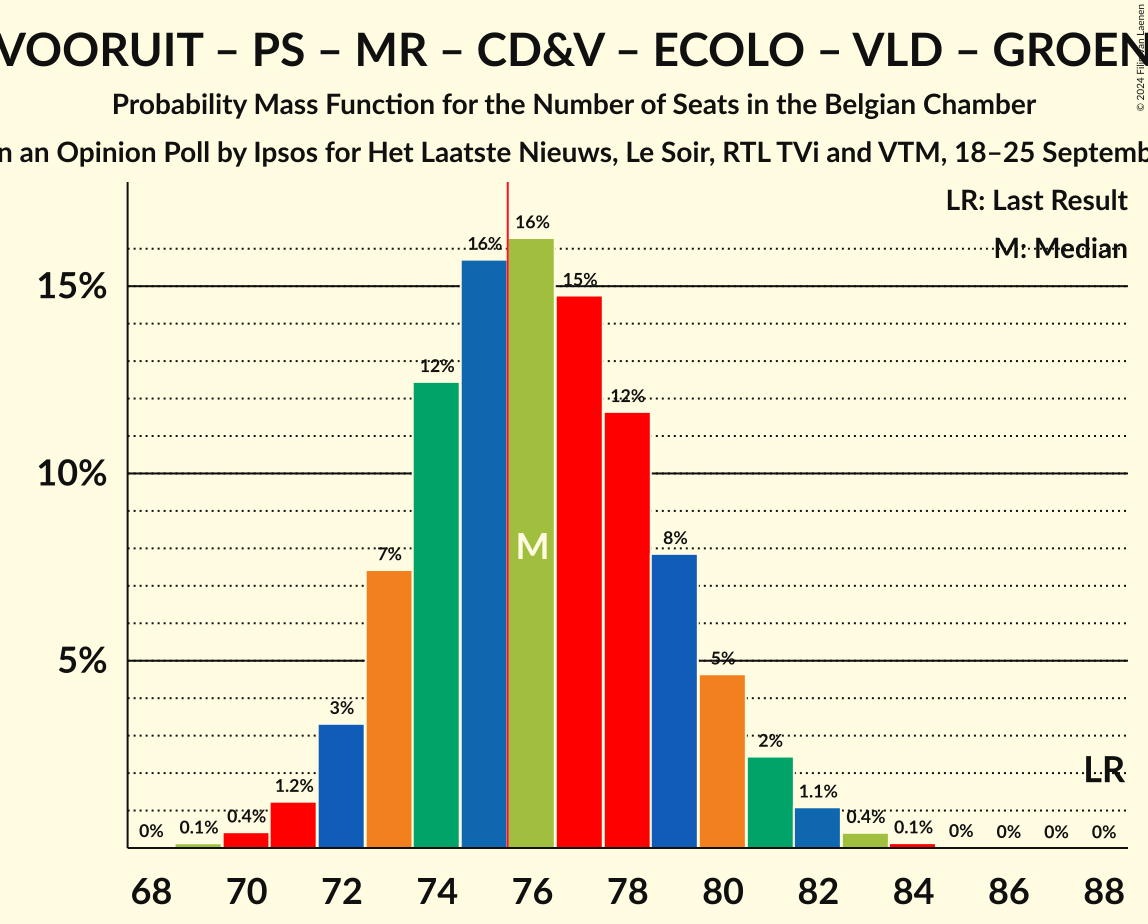 VOORUIT – PS – MR – CD&V – ECOLO – VLD – GROEN
Probability Mass Function for the Number of Seats in the Belgian Chamber
an Opinion Poll by Ipsos for Het Laatste Nieuws, Le Soir, RTL TVi and VTM, 18–25
© 2024 Filip van Laenen
LR: Last Result
M: Median
15%
10%
5%
0%
0.1%
0.4%
1.2%
3%
7%
12%
16%
16%
15%
12%
8%
5%
2%
1.1%
0.4%
0.1%
0%
0%
0%
0%
M
LR
68 70 72 74 76 78 80 82 84 86 88